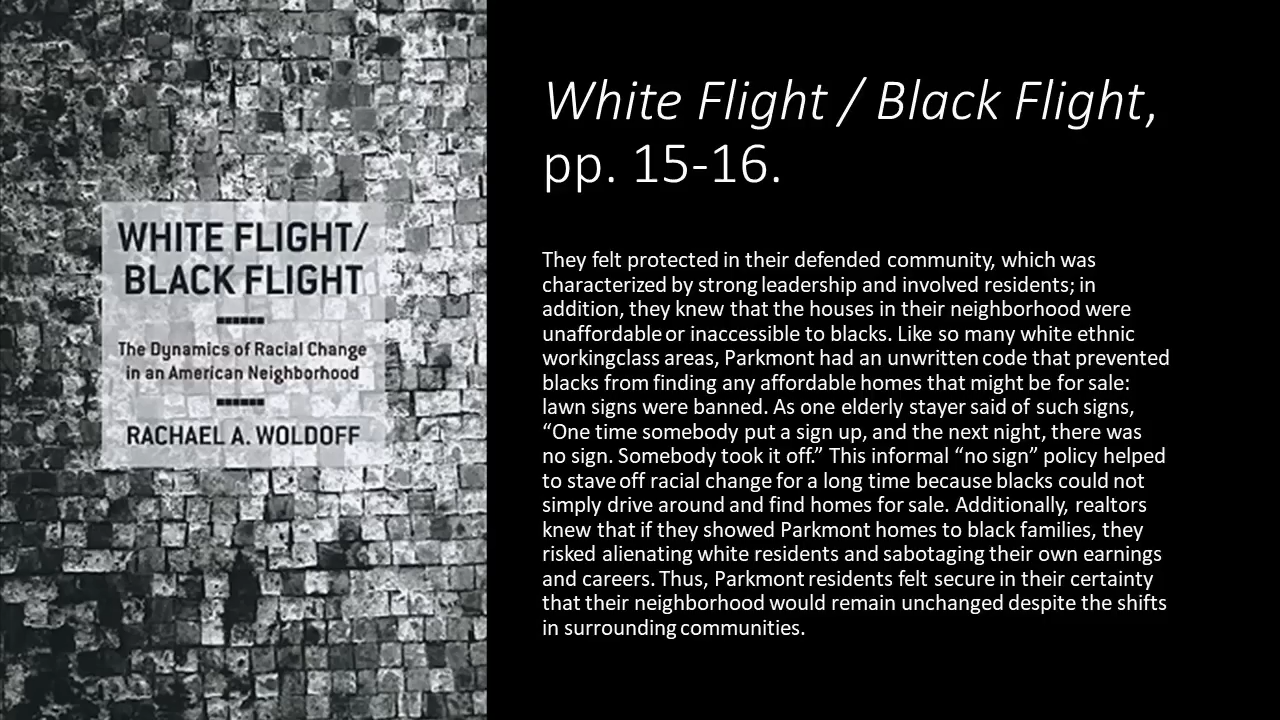 WHITE FLIGHT/
BLACK FLIGHT
The Dynamics of Racial Change
in an American Neighborhood
RACHAEL A. WOLDOFF
White Flight / Black Flight,
pp. 15-16.
They felt protected in their defended community, which was
characterized by strong leadership and involved residents; in
addition, they knew that the houses in their neighborhood were
unaffordable or inaccessible to blacks. Like so many white ethnic
workingclass areas, Parkmont had an unwritten code that prevented
blacks from finding any affordable homes that might be for sale:
lawn signs were banned. As one elderly stayer said of such signs,
“One time somebody put a sign up, and the next night, there was
no sign. Somebody took it off.” This informal “no sign” policy helped
to stave off racial change for a long time because blacks could not
simply drive around and find homes for sale. Additionally, realtors
knew that if they showed Parkmont homes to black families, they
risked alienating white residents and sabotaging their own earnings
and careers. Thus, Parkmont residents felt secure in their certainty
that their neighborhood would remain unchanged despite the shifts
in surrounding communities.